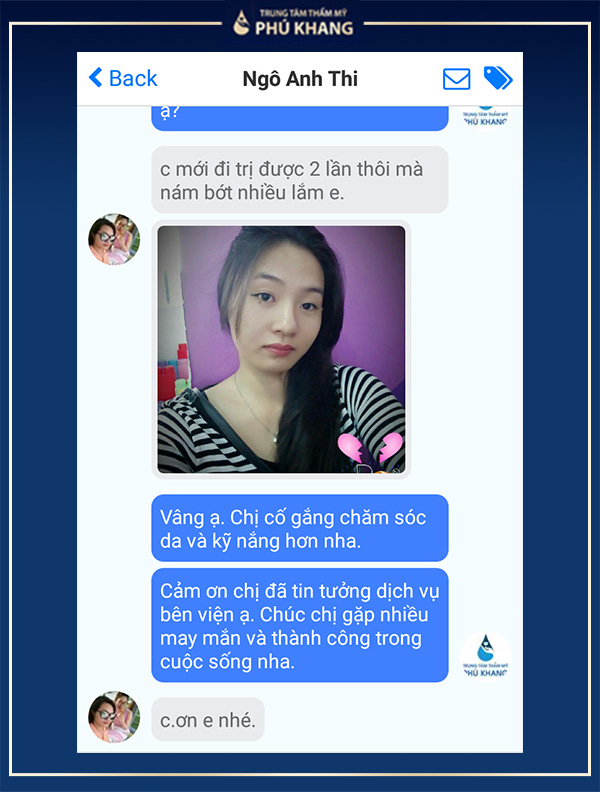 TRUNG TÂM THẨM MỸ
PHÚ KHANG
Back
Ngô Anh Thi
ạ?
TRUNG TÂM THẨM MỸ
PHÚ KHANG
c mới đi trị được 2 lần thôi mà
nám bớt nhiều lắm e.
Vâng ạ. Chị cố gắng chăm sóc
da và kỹ nắng hơn nha.
Cảm ơn chị đã tin tưởng dịch vụ
bên viện ạ. Chúc chị gặp nhiều
may mắn và thành công trong
cuộc sống nha.
TRUNG TÂM THẨM MỸ
PHÚ KHANG
c.ơn e nhé.